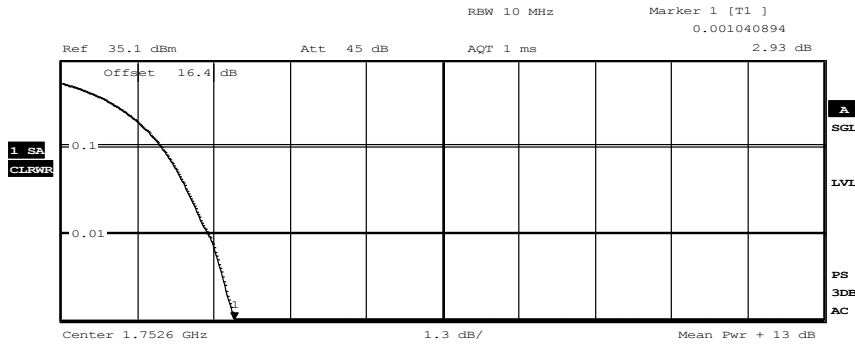 RBW 10 MHz Marker 1 [T1 ]
0.001040894
Ref 35.1 dBm Att 45 dB AQT 1 ms 2.93 dB
Offset 16.4 dB
A
SGL
0.1
1 SA
CLRWR
LVL
0.01
PS
3DB
1
AC
Center 1.7526 GHz 1.3 dB/ Mean Pwr + 13 dB